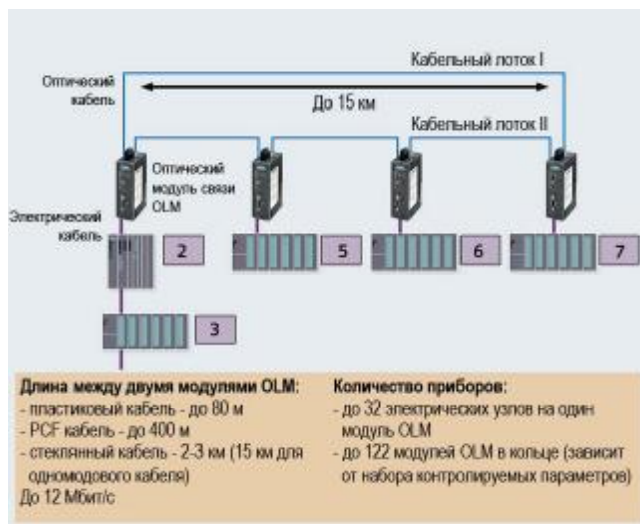 Кабельный лоток I
Оптический
кабель
До 15 км
Кабельный лоток II
Оптический
модуль связи
OLM
Электрический
кабель
2
5
6
7
3
Длина между двумя модулями OLM:
- пластиковый кабель - до 80 м
- PCF кабель - до 400 м
- стеклянный кабель - 2-3 км (15 км для
одномодового кабеля)
До 12 Мбит/с
Количество приборов:
- до 32 электрических узлов на один
модуль OLM
- до 122 модулей OLM в кольце (зависит
от набора контролируемых параметров)